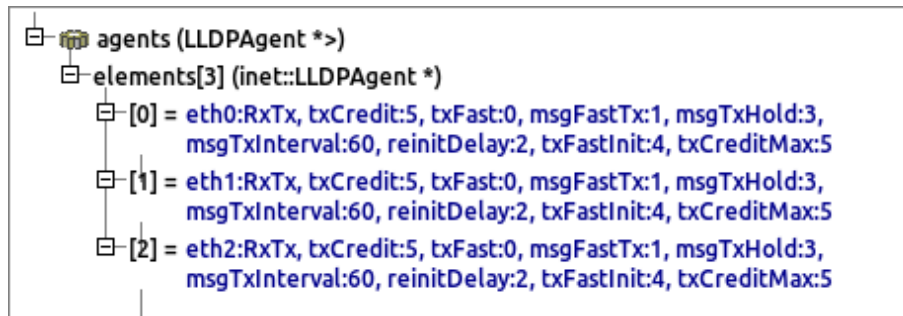 agents (LLDPAgent *>)
elements[3] (inet::LLDPAgent *)
[0] = eth0:RxTx, txCredit:5, txFast:0, msgFastTx:1, msgTxHold:3,
msgTxInterval:60, reinitDelay:2, txFastInit:4, txCreditMax:5
[1] = eth1:RxTx, txCredit:5, txFast:0, msgFastTx:1, msgTxHold:3,
msgTxInterval:60, reinitDelay:2, txFastInit:4, txCreditMax:5
[2] = eth2:RxTx, txCredit:5, txFast:0, msgFastTx:1, msgTxHold:3,
msgTxInterval:60, reinitDelay:2, txFastInit:4, txCreditMax:5